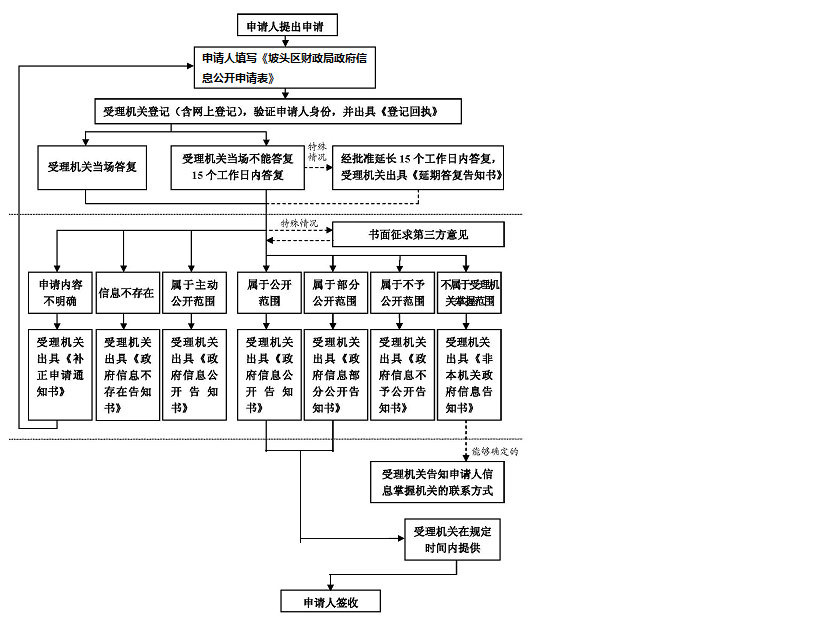 申请人提出申请
申请人填写《坡头区财政局政府信
息公开申请表》
受理机关登记（含网上登记），验证申请人身份，并出具《登记回执》
受理机关当场答复
受理机关当场不能答复
15个工作日内答复
特殊
情况
经批准延长15个工作日内答复，
受理机关出具《延期答复告知书》
特殊情况
书面征求第三方意见
申请内容
不明确
信息不存在
属于主动
公开范围
属于公开
范围
属于部分
公开范围
属于不予
公开范围
不属于受理机
关掌握范围
受理机关
出具《补
正申请通
知书》
受理机关
出具《政
府信息不
存在告知
书》
受理机关
出具《政
府信息公
开告知
书》
受理机关
出具《政
府信息公
开告知
书》
受理机关
出具《政
府信息部
分公开告
知书》
受理机关
出具《政
府信息不
予公开告
知书》
受理机关
出具《非
本机关政
府信息告
知书》
能够确定的
受理机关告知申请人信
息掌握机关的联系方式
受理机关在规定
时间内提供
申请人签收